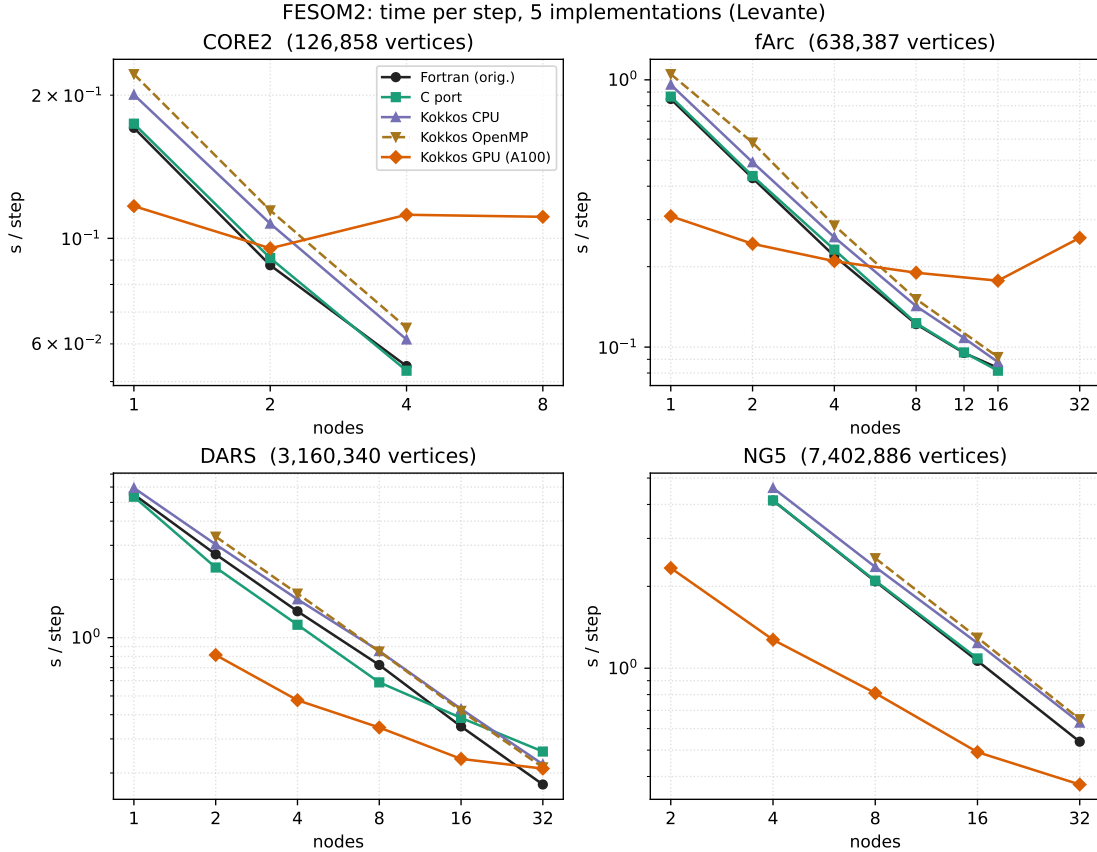 FESOM2: time per step, 5 implementations (Levante)
CORE2  (126,858 vertices)
2 × 10⁻¹
10⁻¹
6 × 10⁻²
s / step
1 2 4 8
nodes
Fortran (orig.)
C port
Kokkos CPU
Kokkos OpenMP
Kokkos GPU (A100)
fArc  (638,387 vertices)
10⁰
10⁻¹
s / step
1 2 4 8 12 16 32
nodes
DARS  (3,160,340 vertices)
10⁰
s / step
1 2 4 8 16 32
nodes
NG5  (7,402,886 vertices)
10⁰
s / step
2 4 8 16 32
nodes